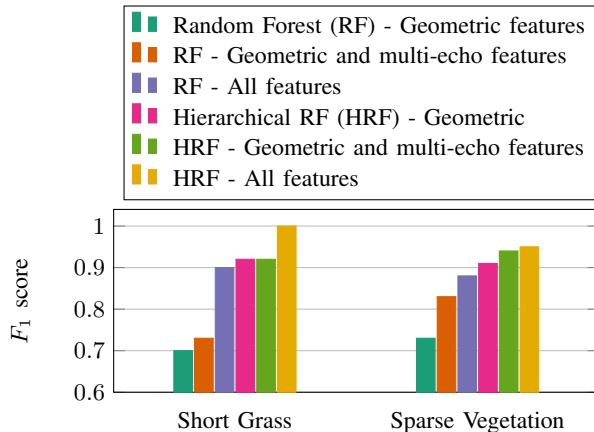 Random Forest (RF) - Geometric features
RF - Geometric and multi-echo features
RF - All features
Hierarchical RF (HRF) - Geometric
HRF - Geometric and multi-echo features
HRF - All features
1
0.9
0.8
0.7
0.6
F₁ score
Short Grass Sparse Vegetation